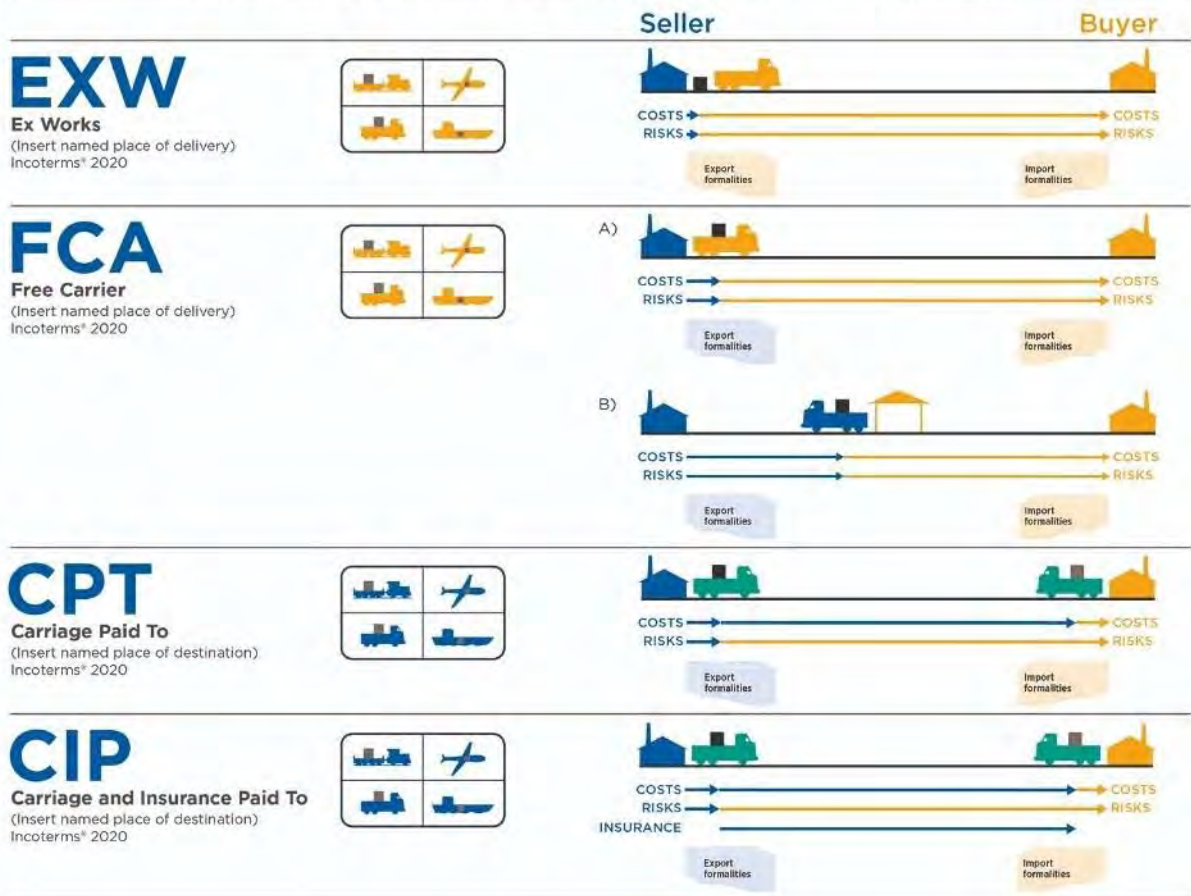 Seller Buyer
EXW
Ex Works
(Insert named place of delivery)
Incoterms® 2020
COSTS COSTS
RISKS RISKS
Export
formalities
Import
formalities
FCA
Free Carrier
(Insert named place of delivery)
Incoterms® 2020
A)
COSTS COSTS
RISKS RISKS
Export
formalities
Import
formalities
B)
COSTS COSTS
RISKS RISKS
Export
formalities
Import
formalities
CPT
Carriage Paid To
(Insert named place of destination)
Incoterms® 2020
COSTS COSTS
RISKS RISKS
Export
formalities
Import
formalities
CIP
Carriage and Insurance Paid To
(Insert named place of destination)
Incoterms® 2020
COSTS COSTS
RISKS RISKS
INSURANCE
Export
formalities
Import
formalities